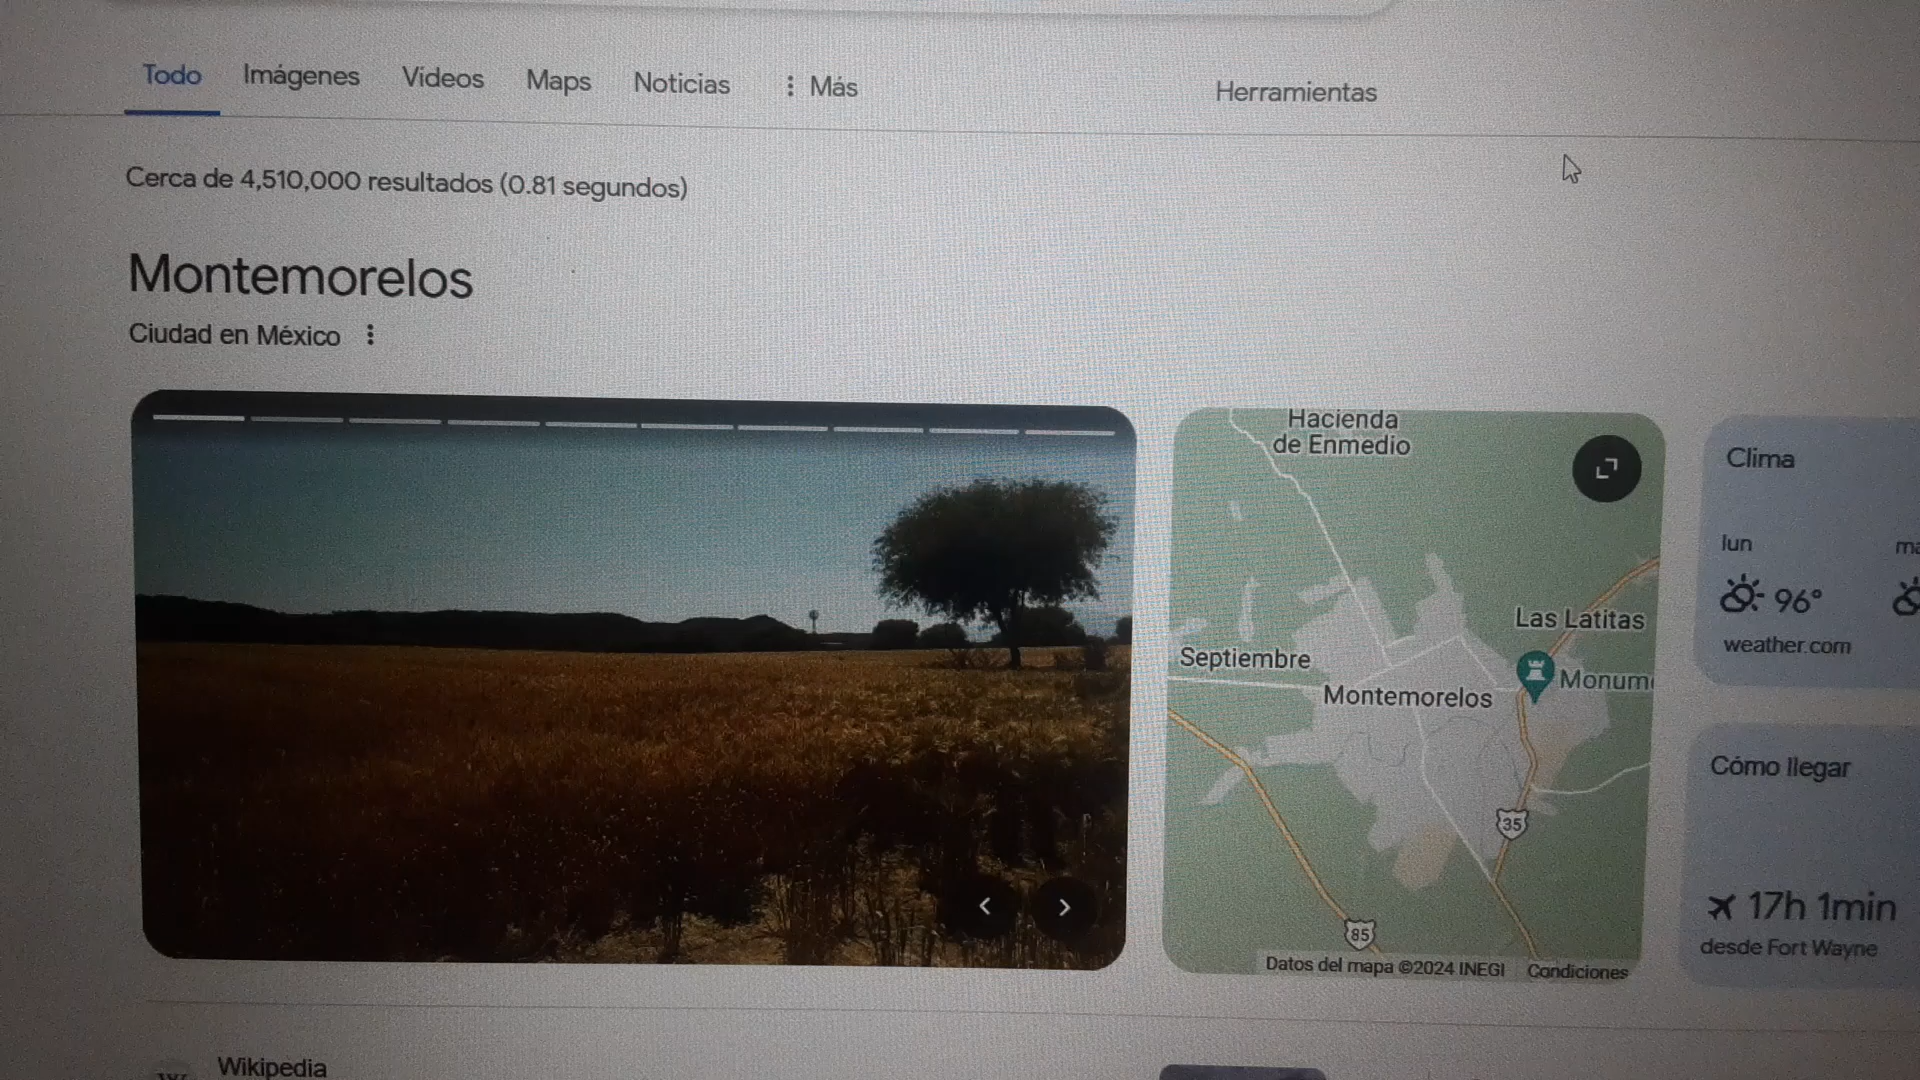 Todo
Imágenes
Videos
Maps
Noticias
Más
Herramientas
Cerca de 4,510,000 resultados (0.81 segundos)
Montemorelos
Ciudad en México
Hacienda
de Enmedio
Las Latitas
Septiembre
Montemorelos
Monum
35
85
Datos del mapa ©2024 INEGI
Condiciones
Clima
lun
ma
96°
weather.com
Cómo llegar
17h 1min
desde Fort Wayne
Wikipedia